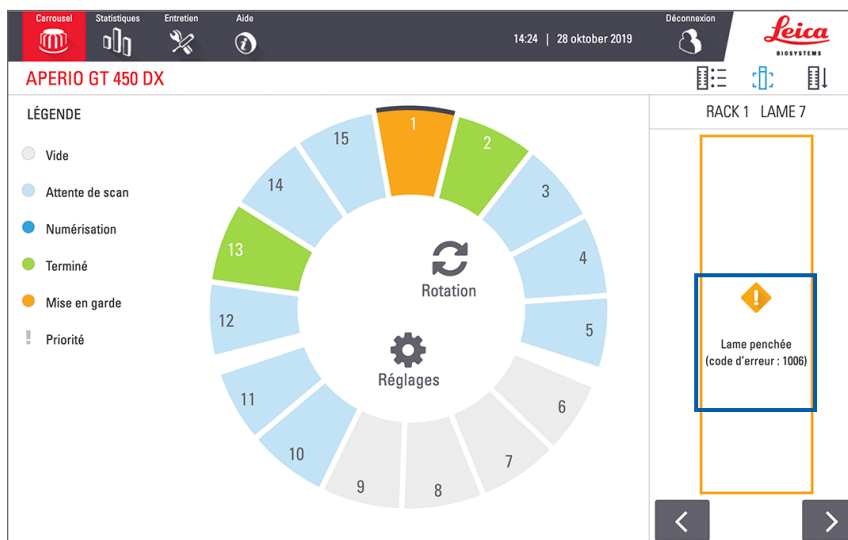 Carrousel
Statistiques
Entretien
Aide
14:24 | 28 oktober 2019
Déconnexion
Leica
BIOSYSTEMS
APERIO GT 450 DX
LÉGENDE
Vide
Attente de scan
Numérisation
Terminé
Mise en garde
! Priorité
1
2
3
4
5
6
7
8
9
10
11
12
13
14
15
Rotation
Réglages
RACK 1 LAME 7
!
Lame penchée
(code d'erreur : 1006)